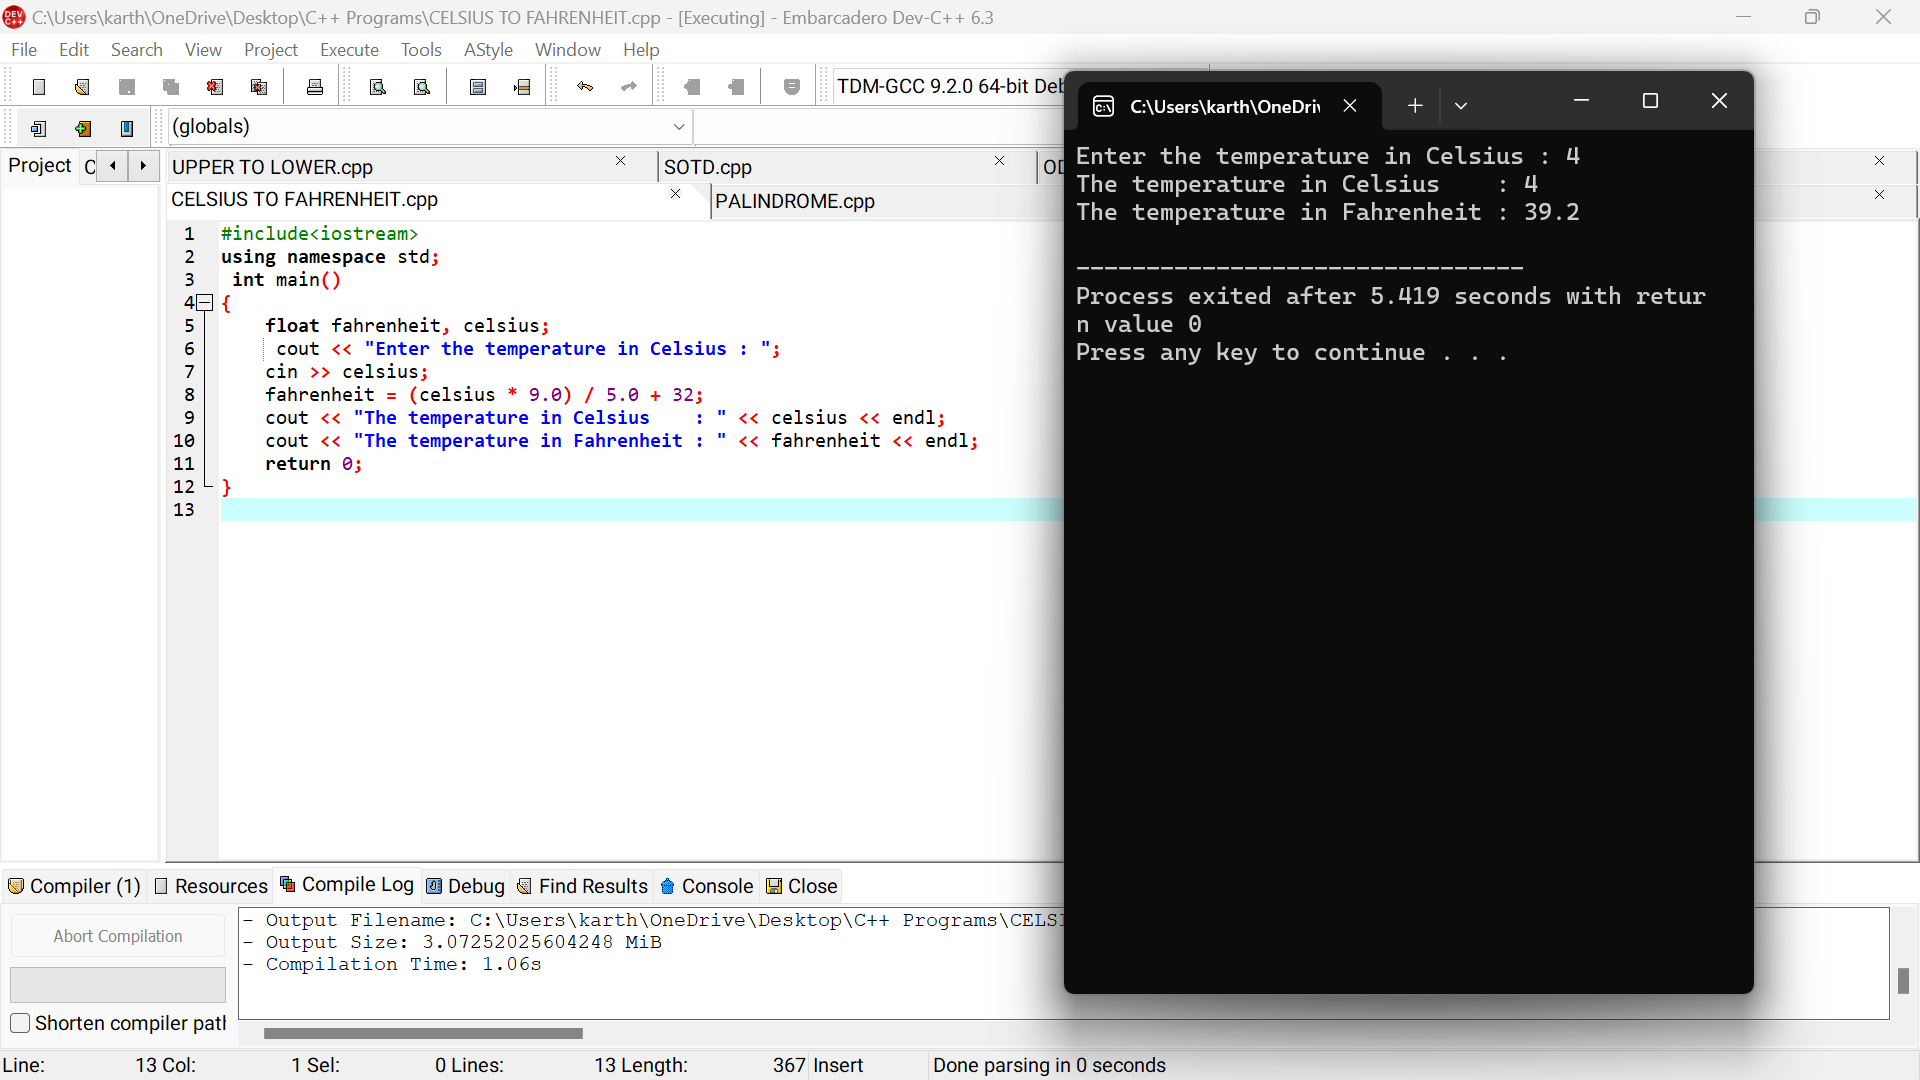 C:\Users\karth\OneDrive\Desktop\C++ Programs\CELSIUS TO FAHRENHEIT.cpp - [Executing] - Embarcadero Dev-C++ 6.3
File Edit Search View Project Execute Tools AStyle Window Help
TDM-GCC 9.2.0 64-bit Deb
(globals)
Project C
UPPER TO LOWER.cpp SOTD.cpp
CELSIUS TO FAHRENHEIT.cpp PALINDROME.cpp
1 #include<iostream>
2 using namespace std;
3 int main()
4 {
5 float fahrenheit, celsius;
6 cout << "Enter the temperature in Celsius : ";
7 cin >> celsius;
8 fahrenheit = (celsius * 9.0) / 5.0 + 32;
9 cout << "The temperature in Celsius    : " << celsius << endl;
10 cout << "The temperature in Fahrenheit : " << fahrenheit << endl;
11 return 0;
12 }
13
C:\Users\karth\OneDri
Enter the temperature in Celsius : 4
The temperature in Celsius    : 4
The temperature in Fahrenheit : 39.2
--------------------------------
Process exited after 5.419 seconds with retur
n value 0
Press any key to continue . . .
Compiler (1) Resources Compile Log Debug Find Results Console Close
Abort Compilation
Shorten compiler path
- Output Filename: C:\Users\karth\OneDrive\Desktop\C++ Programs\CELSI
- Output Size: 3.07252025604248 MiB
- Compilation Time: 1.06s
Line: 13 Col: 1 Sel: 0 Lines: 13 Length: 367 Insert Done parsing in 0 seconds